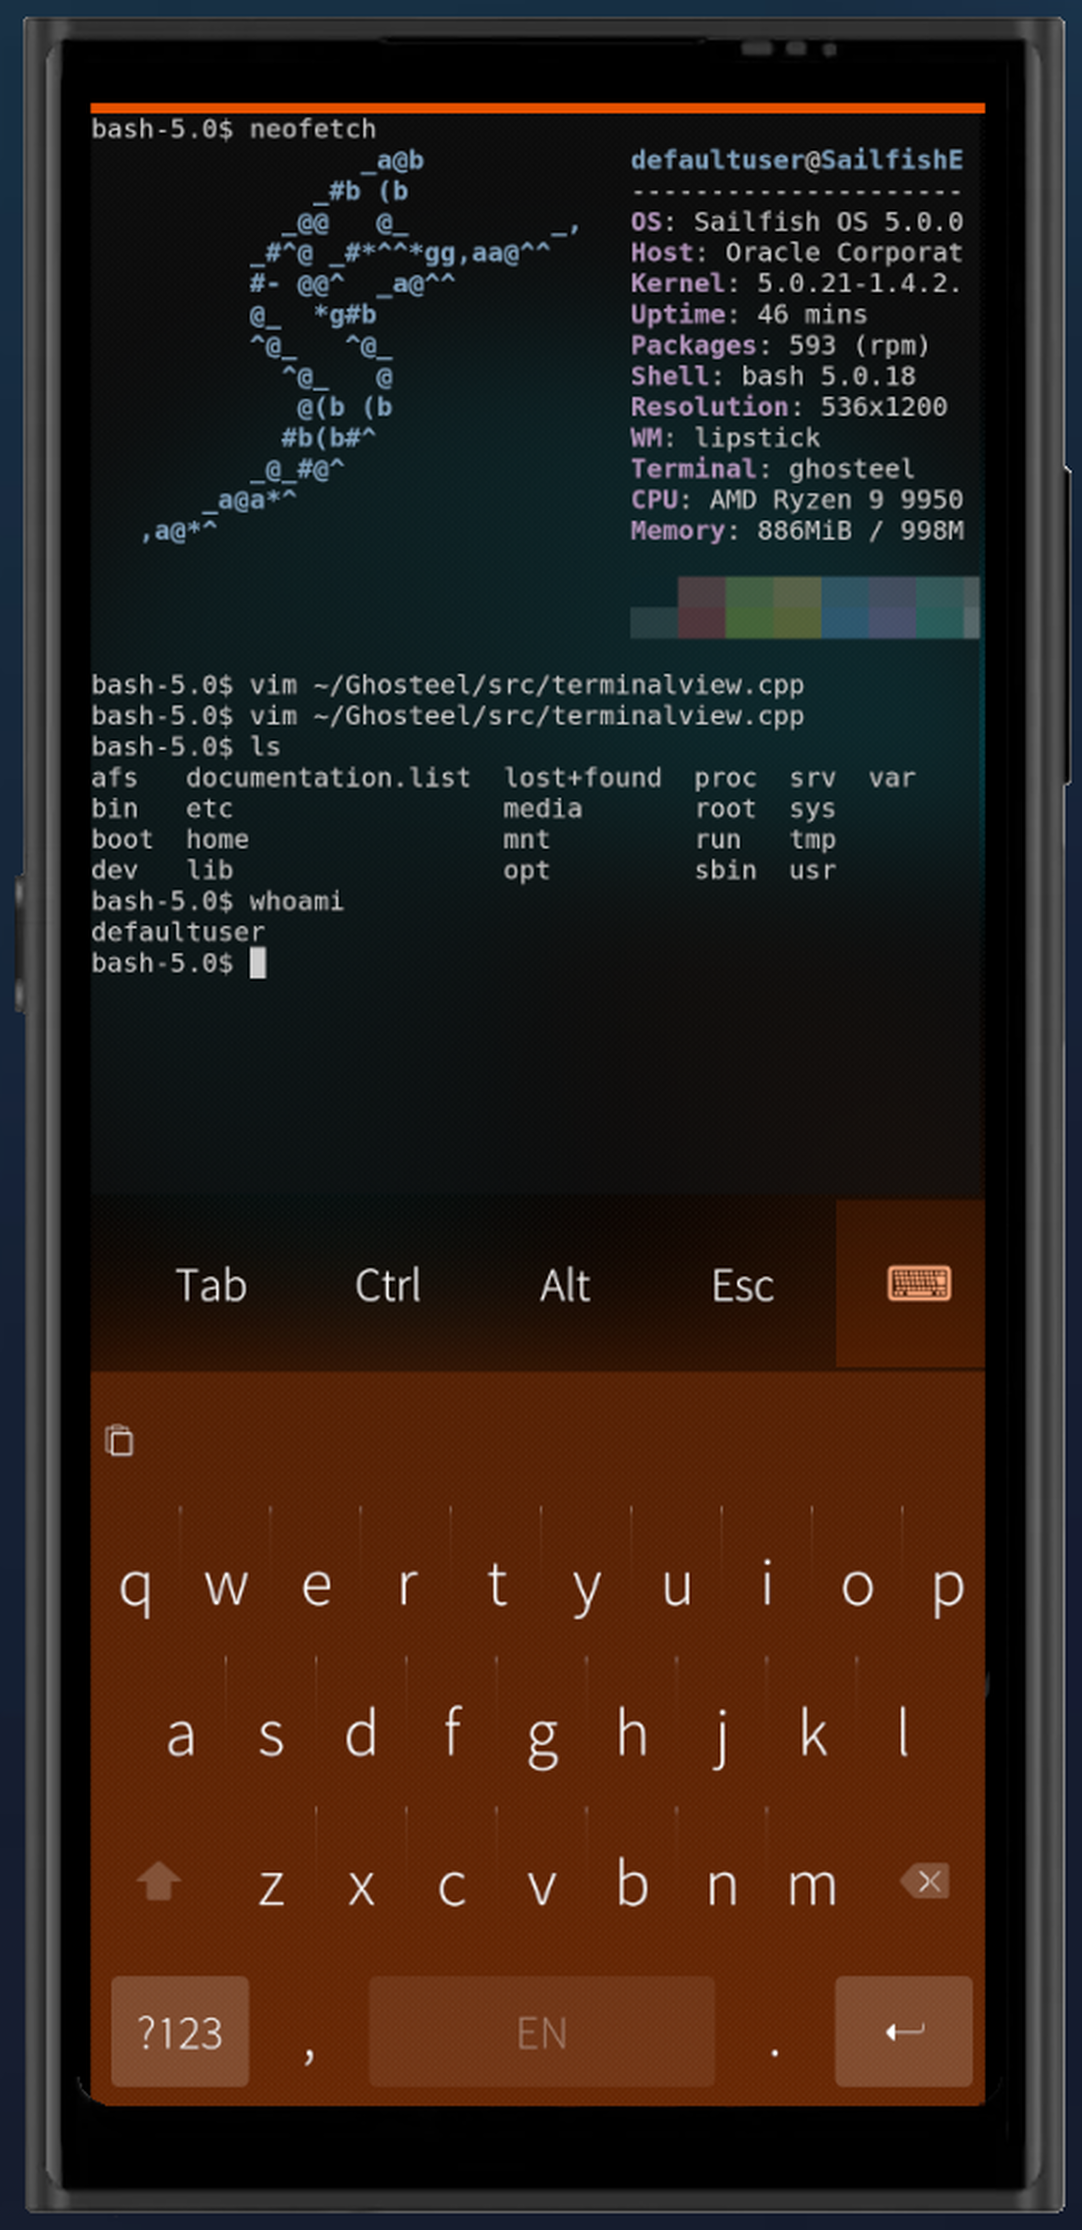 bash-5.0$ neofetch
_a@b
_#b (b
_@@   @_          _,
_#^@ _#*^^*gg,aa@^^
#- @@^  _a@^^
@_   *g#b
^@_   ^@_
^@_   @
@(b (b
#b(b#^
_@_#@^
_a@a*^
,a@*^
defaultuser@SailfishE
---------------------
OS: Sailfish OS 5.0.0
Host: Oracle Corporat
Kernel: 5.0.21-1.4.2.
Uptime: 46 mins
Packages: 593 (rpm)
Shell: bash 5.0.18
Resolution: 536x1200
WM: lipstick
Terminal: ghosteel
CPU: AMD Ryzen 9 9950
Memory: 886MiB / 998M
bash-5.0$ vim ~/Ghosteel/src/terminalview.cpp
bash-5.0$ vim ~/Ghosteel/src/terminalview.cpp
bash-5.0$ ls
afs   documentation.list  lost+found  proc  srv  var
bin   etc                 media       root  sys
boot  home                mnt         run   tmp
dev   lib                 opt         sbin  usr
bash-5.0$ whoami
defaultuser
bash-5.0$
Tab Ctrl Alt Esc
q w e r t y u i o p
a s d f g h j k l
z x c v b n m
?123 , EN .